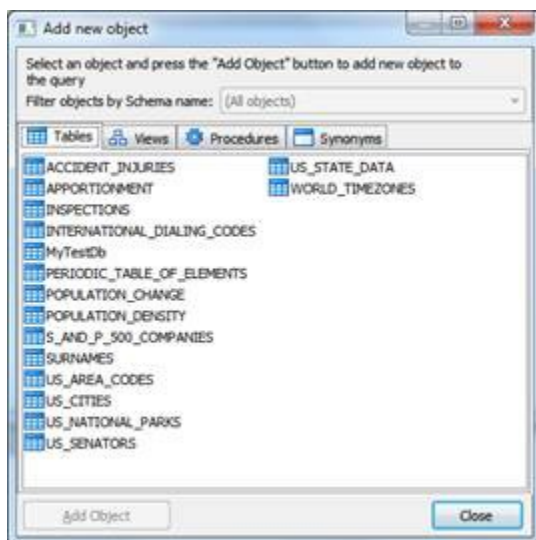 Add new object
Select an object and press the "Add Object" button to add new object to
the query
Filter objects by Schema name: (All objects)
Tables Views Procedures Synonyms
ACCIDENT_INJURIES
APPORTIONMENT
INSPECTIONS
INTERNATIONAL_DIALING_CODES
MyTestDb
PERIODIC_TABLE_OF_ELEMENTS
POPULATION_CHANGE
POPULATION_DENSITY
S_AND_P_500_COMPANIES
SURNAMES
US_AREA_CODES
US_CITIES
US_NATIONAL_PARKS
US_SENATORS
US_STATE_DATA
WORLD_TIMEZONES
Add Object Close